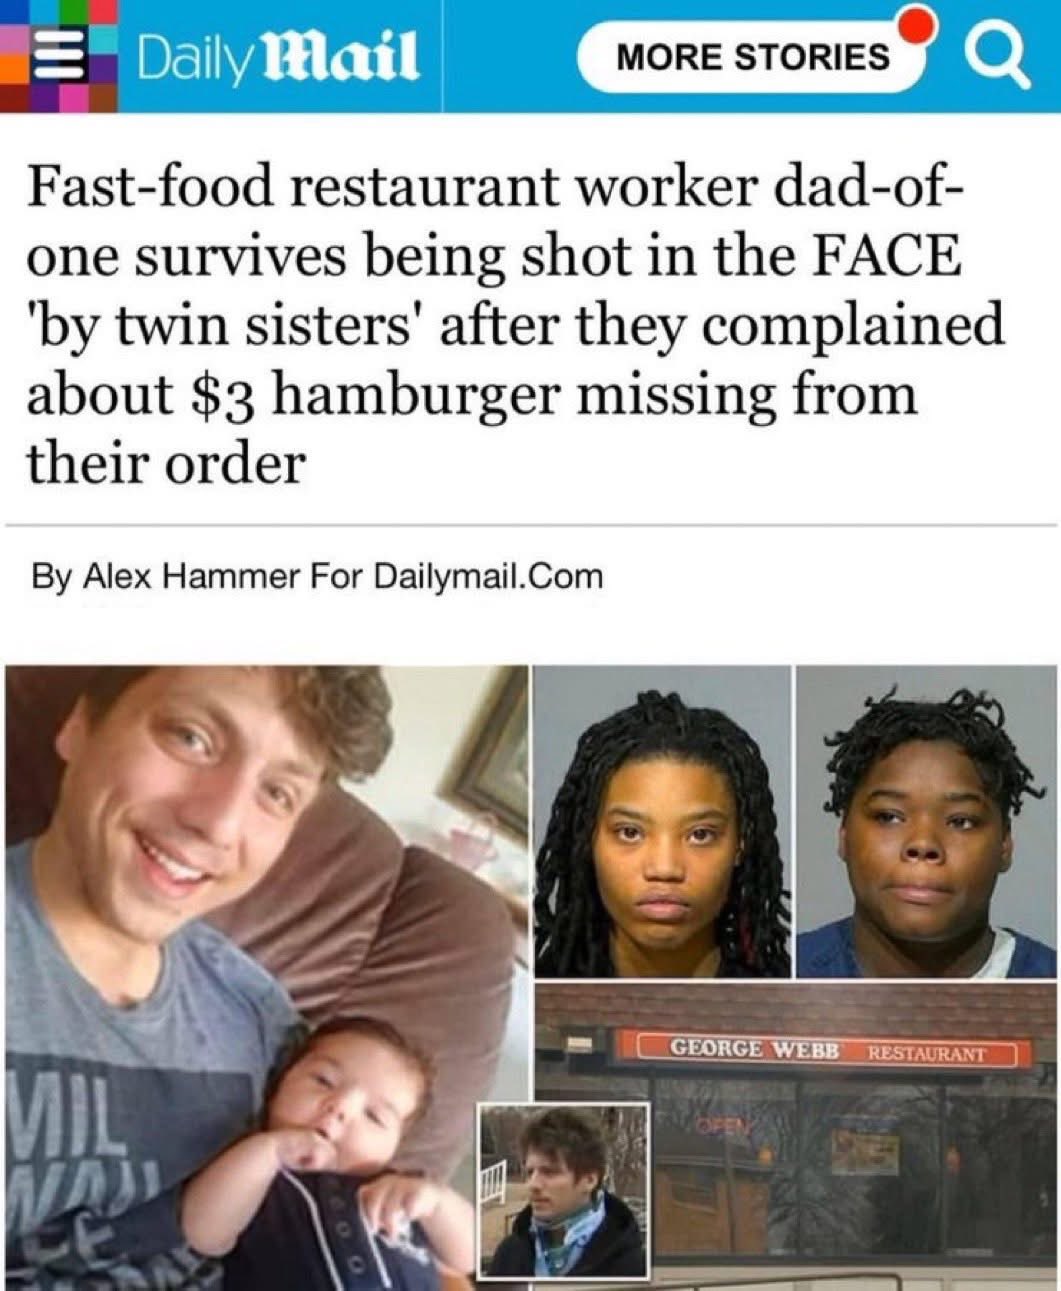 Daily Mail
MORE STORIES
Fast-food restaurant worker dad-of-
one survives being shot in the FACE
'by twin sisters' after they complained
about $3 hamburger missing from
their order
By Alex Hammer For Dailymail.Com
MIL
GEORGE WEBB RESTAURANT
OPEN